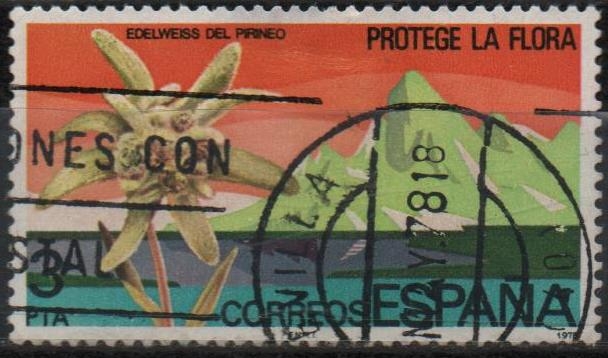 EDELWEISS DEL PIRINEO
PROTEGE LA FLORA
ONES CON
STAL
3
PTA
CORREOS ESPAÑA